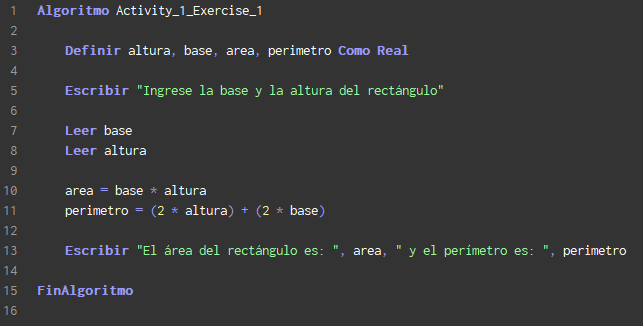 1 Algoritmo Activity_1_Exercise_1
2
3 Definir altura, base, area, perimetro Como Real
4
5 Escribir "Ingrese la base y la altura del rectángulo"
6
7 Leer base
8 Leer altura
9
10 area = base * altura
11 perimetro = (2 * altura) + (2 * base)
12
13 Escribir "El área del rectángulo es: ", area, " y el perímetro es: ", perimetro
14
15 FinAlgoritmo
16